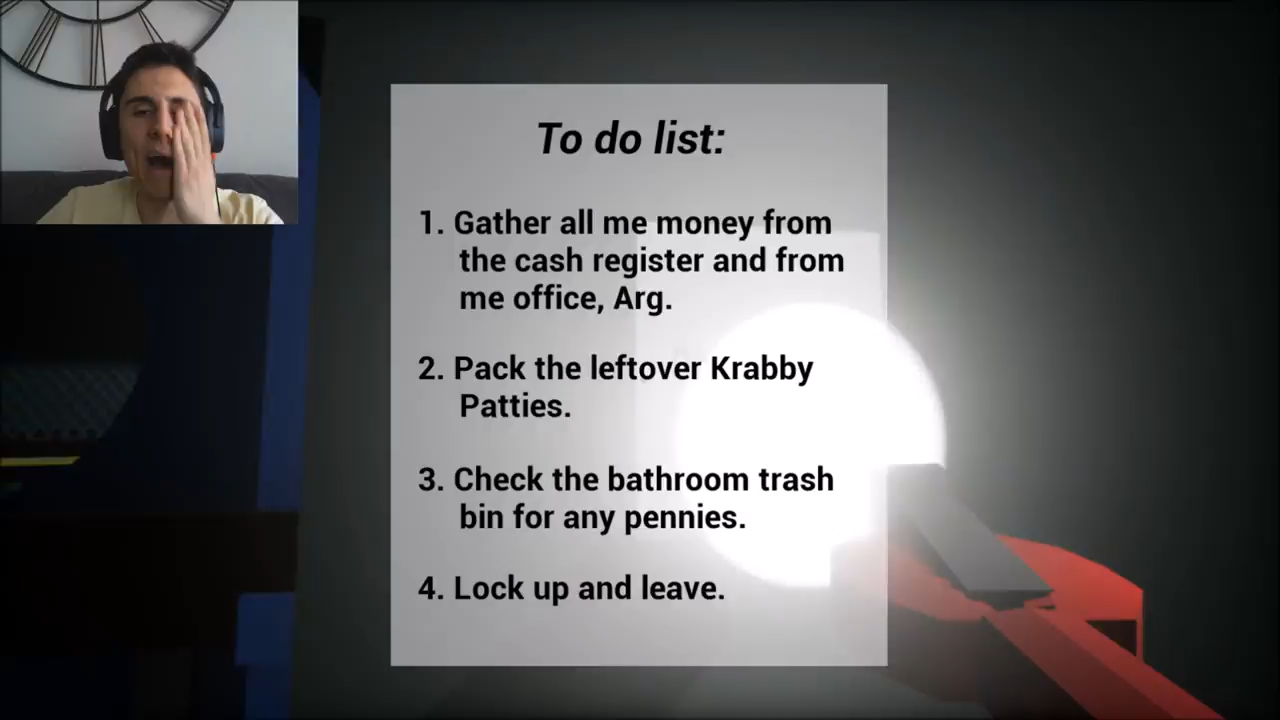 To do list:
1. Gather all me money from
the cash register and from
me office, Arg.
2. Pack the leftover Krabby
Patties.
3. Check the bathroom trash
bin for any pennies.
4. Lock up and leave.